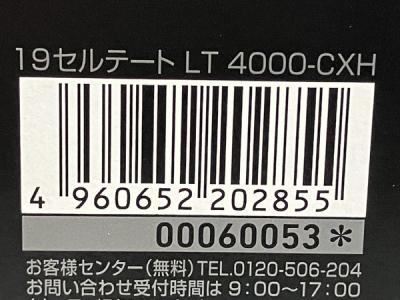 19セルテート LT 4000-CXH
4 960652 202855
00060053*
お客様センター(無料)TEL.0120-506-204
お問い合わせ受付時間は 9:00~17:00